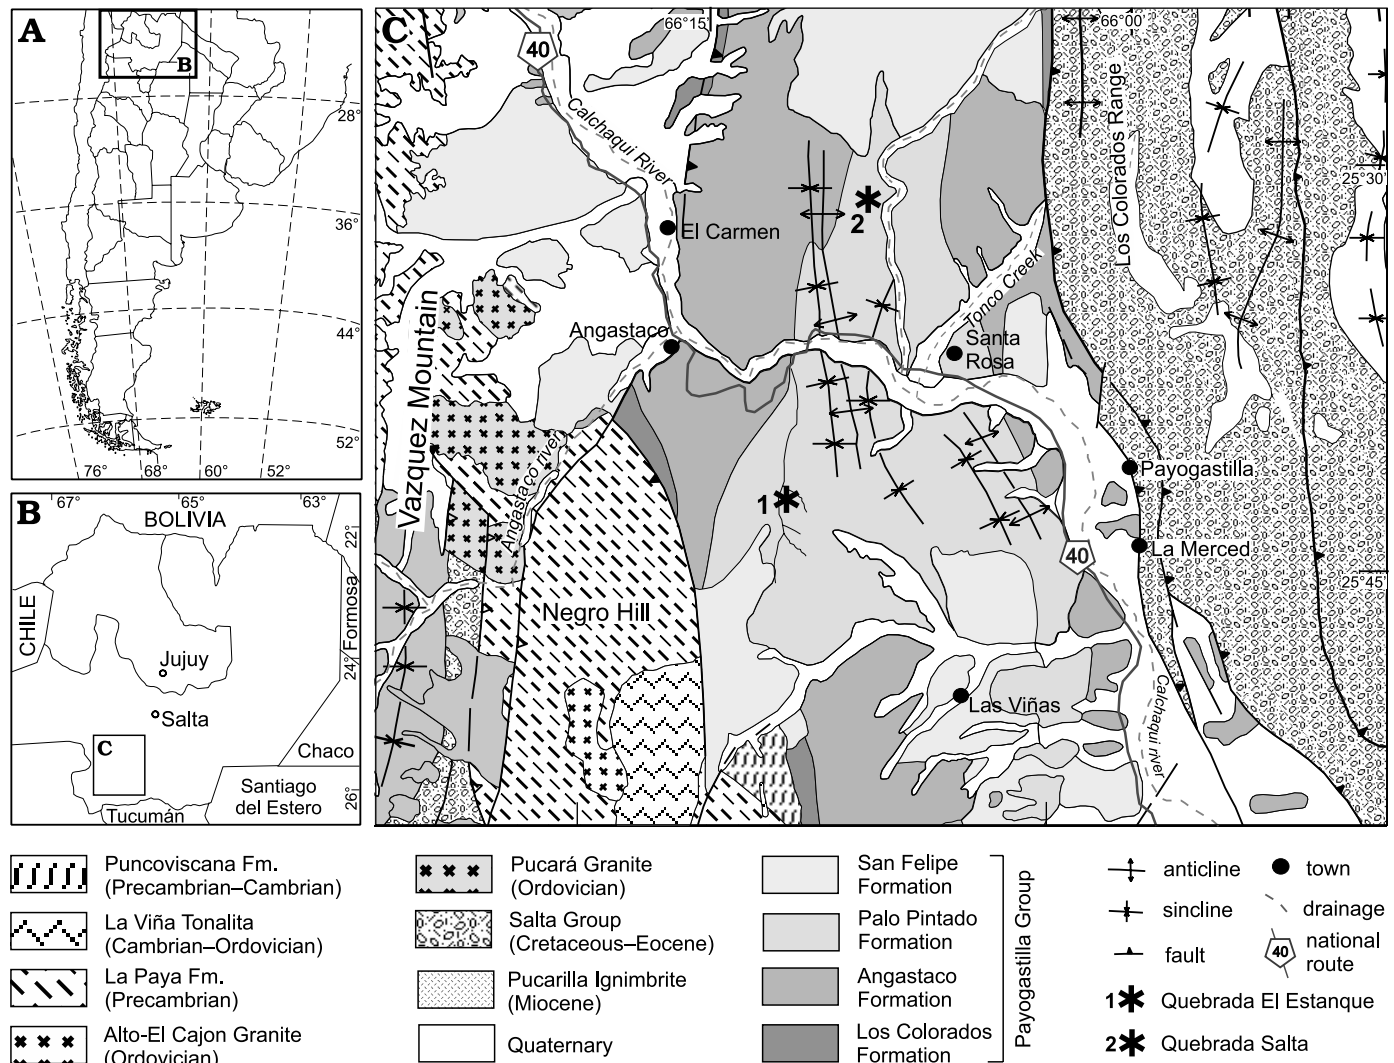 A
B
28°
36°
44°
52°
76°
68°
60°
52°
B
67°
65°
63°
BOLIVIA
22°
CHILE
Formosa
24°
Jujuy
Salta
C
Chaco
Santiago
del Estero
26°
Tucumán
C
66°15'
66°00'
40
Calchaqui River
Los Colorados Range
25°30'
2
El Carmen
Tonco Creek
Vazquez Mountain
Angastaco
Santa
Rosa
Angastaco river
Payogastilla
1
La Merced
40
25°45'
Negro Hill
Las Viñas
Calchaqui river
Puncoviscana Fm.
(Precambrian–Cambrian)
La Viña Tonalita
(Cambrian–Ordovician)
La Paya Fm.
(Precambrian)
Alto-El Cajon Granite
(Ordovician)
Pucará Granite
(Ordovician)
Salta Group
(Cretaceous–Eocene)
Pucarilla Ignimbrite
(Miocene)
Quaternary
San Felipe
Formation
Palo Pintado
Formation
Angastaco
Formation
Los Colorados
Formation
Payogastilla Group
anticline
sincline
fault
town
drainage
40
national
route
1 Quebrada El Estanque
2 Quebrada Salta